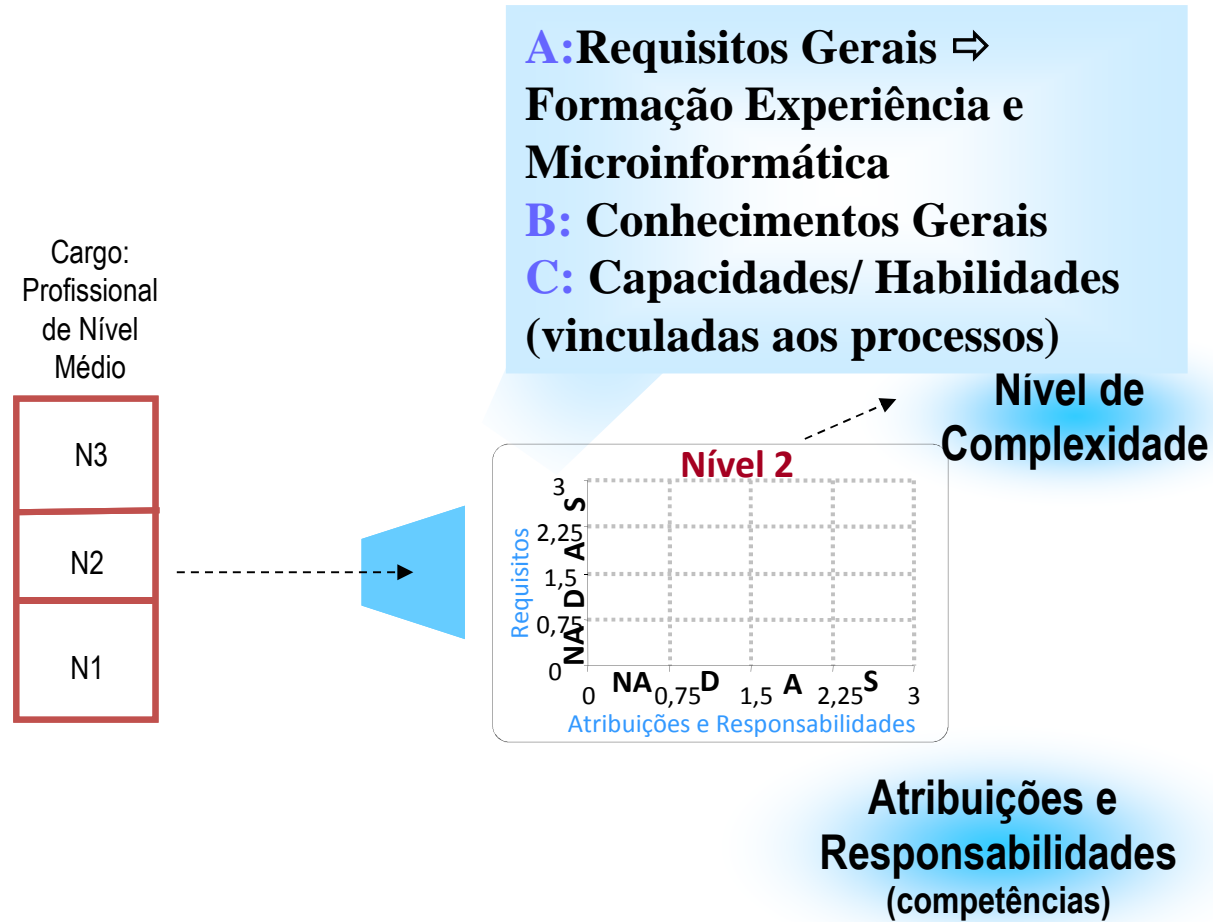 A:Requisitos Gerais ⇨
Formação Experiência e
Microinformática
B: Conhecimentos Gerais
C: Capacidades/ Habilidades
(vinculadas aos processos)
Cargo:
Profissional
de Nível
Médio
N3
N2
N1
Nível de
Complexidade
Nível 2
3
2,25
1,5
0,75
0
S
A
D
NA
Requisitos
NA D A S
0 0,75 1,5 2,25 3
Atribuições e Responsabilidades
Atribuições e
Responsabilidades
(competências)